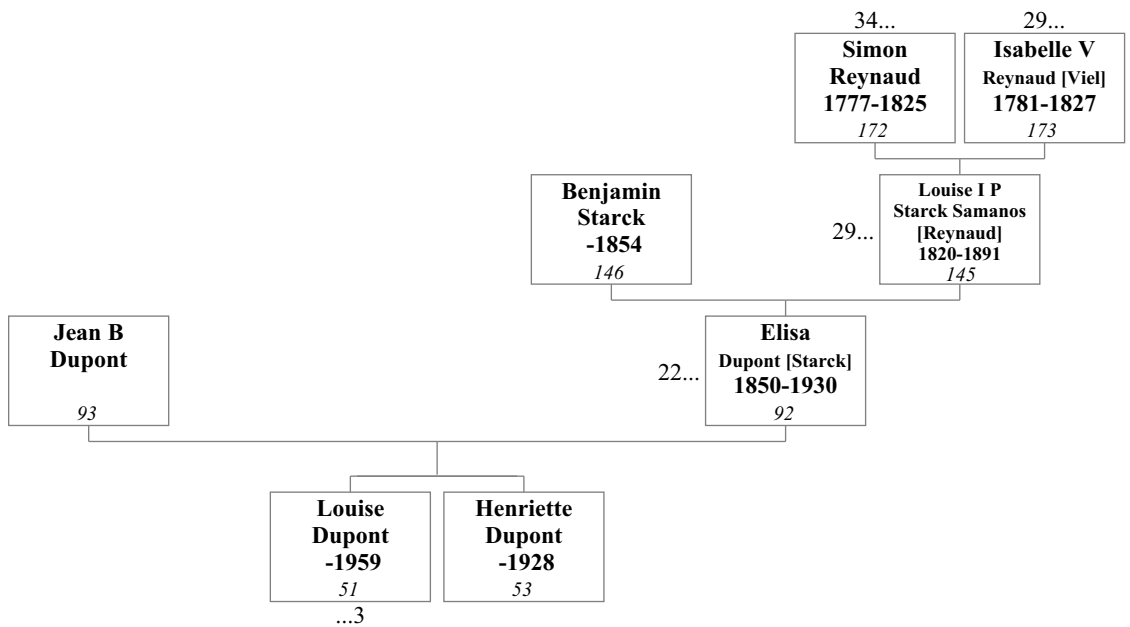 34...
Simon
Reynaud
1777-1825
172
29...
Isabelle V
Reynaud [Viel]
1781-1827
173
Benjamin
Starck
-1854
146
29...
Louise I P
Starck Samanos
[Reynaud]
1820-1891
145
Jean B
Dupont
93
22...
Elisa
Dupont [Starck]
1850-1930
92
Louise
Dupont
-1959
51
...3
Henriette
Dupont
-1928
53